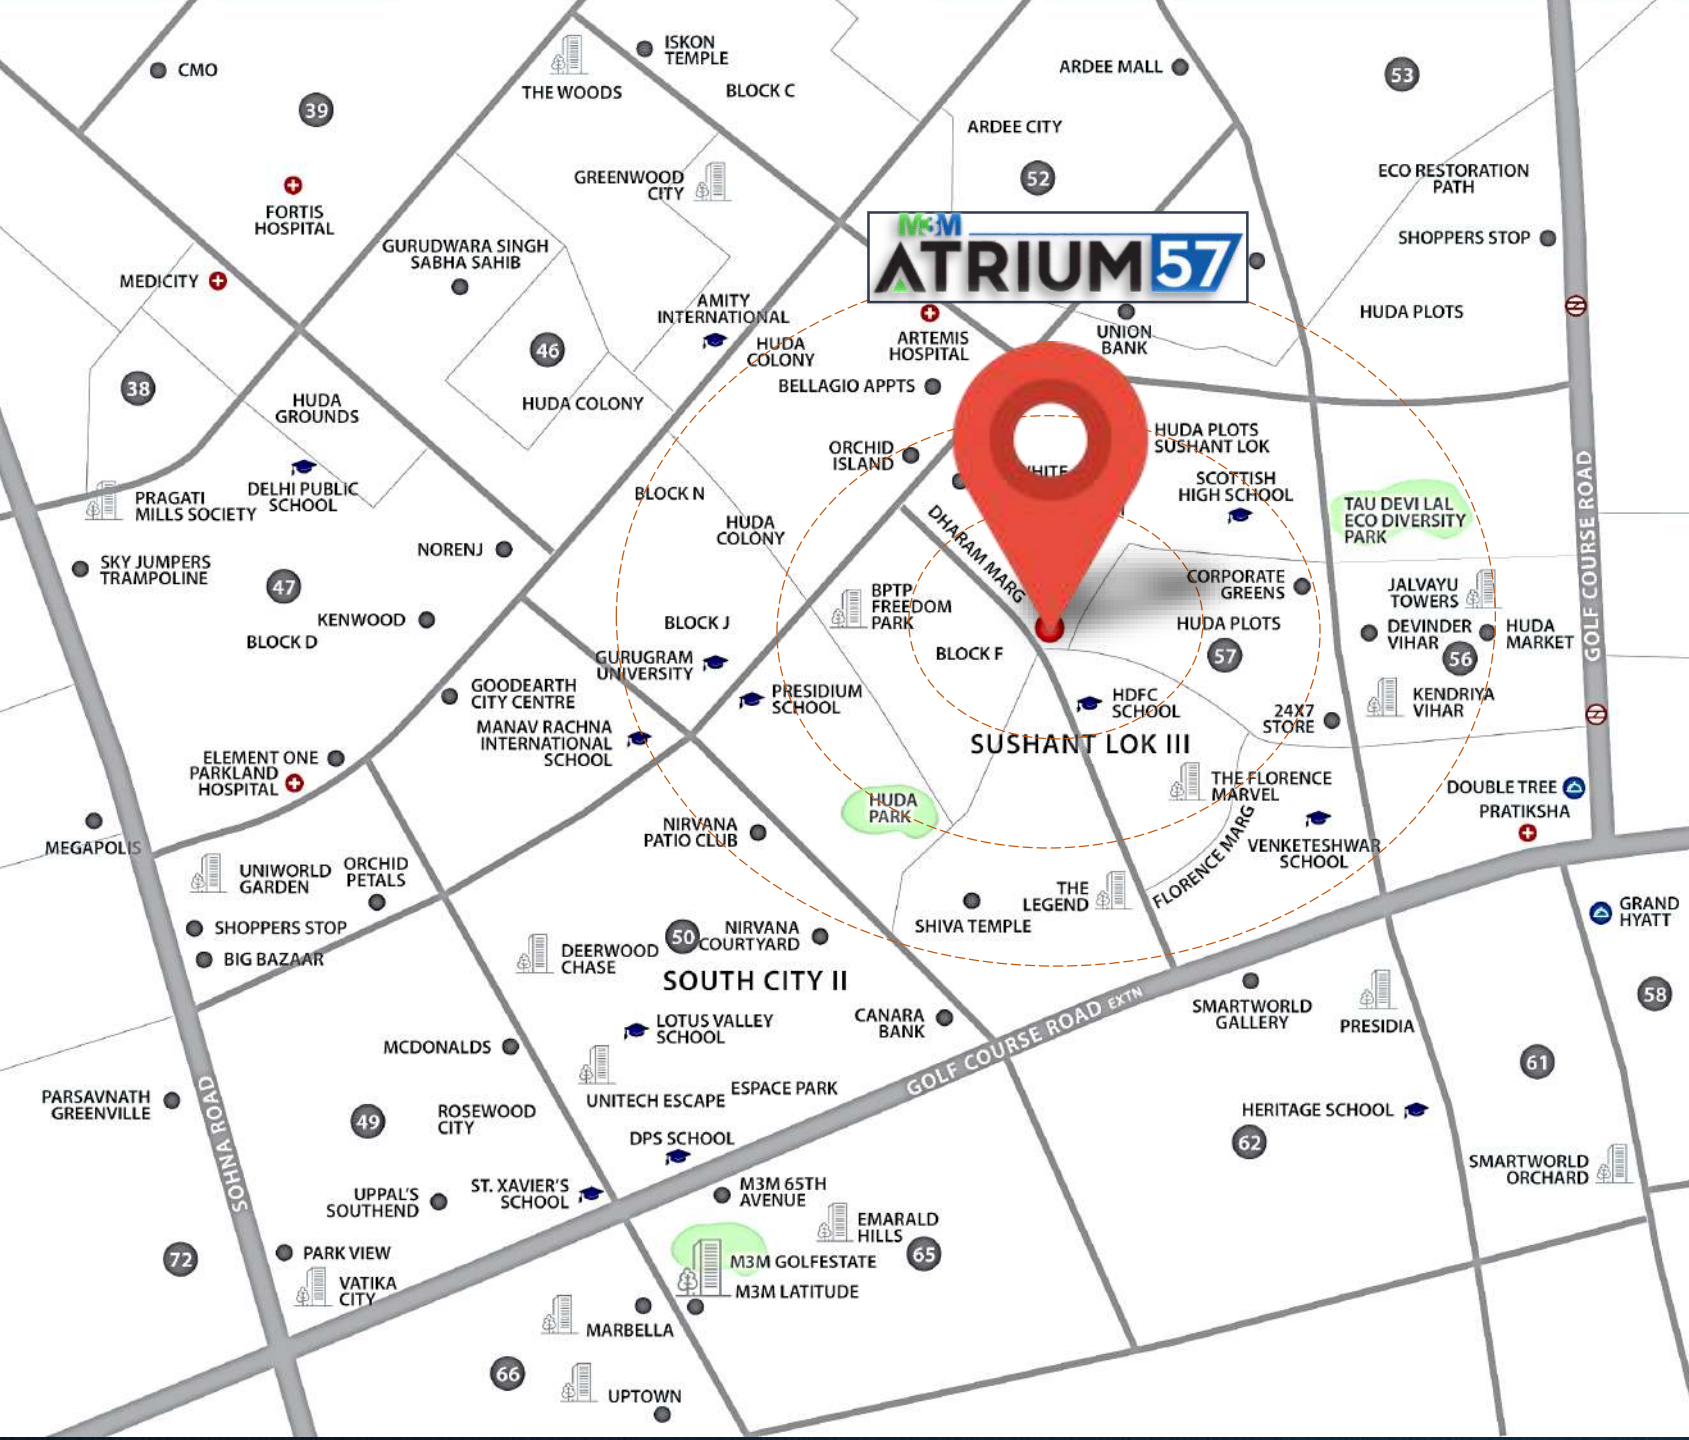 CMO
39
THE WOODS
ISKON
TEMPLE
BLOCK C
ARDEE MALL
53
ARDEE CITY
52
ECO RESTORATION
PATH
SHOPPERS STOP
HUDA PLOTS
FORTIS
HOSPITAL
MEDICITY
GURUDWARA SINGH
SABHA SAHIB
GREENWOOD
CITY
M3M
ATRIUM 57
AMITY
INTERNATIONAL
HUDA
COLONY
ARTEMIS
HOSPITAL
UNION
BANK
46
38
BELLAGIO APPTS
HUDA COLONY
HUDA
GROUNDS
ORCHID
ISLAND
WHITE
HUDA PLOTS
SUSHANT LOK
SCOTTISH
HIGH SCHOOL
TAU DEVI LAL
ECO DIVERSITY
PARK
GOLF COURSE ROAD
PRAGATI
MILLS SOCIETY
DELHI PUBLIC
SCHOOL
BLOCK N
HUDA
COLONY
DHARAM MARG
NORENJ
SKY JUMPERS
TRAMPOLINE
47
KENWOOD
BLOCK D
BPTP
FREEDOM
PARK
CORPORATE
GREENS
JALVAYU
TOWERS
HUDA PLOTS
DEVINDER
VIHAR
HUDA
MARKET
56
57
BLOCK J
BLOCK F
GURUGRAM
UNIVERSITY
PRESIDIUM
SCHOOL
HDFC
SCHOOL
KENDRIYA
VIHAR
24X7
STORE
GOODEARTH
CITY CENTRE
MANAV RACHNA
INTERNATIONAL
SCHOOL
SUSHANT LOK III
ELEMENT ONE
PARKLAND
HOSPITAL
THE FLORENCE
MARVEL
DOUBLE TREE
PRATIKSHA
HUDA
PARK
MEGAPOLIS
NIRVANA
PATIO CLUB
FLORENCE MARG
VENKETESHWAR
SCHOOL
UNIWORLD
GARDEN
ORCHID
PETALS
THE
LEGEND
SHIVA TEMPLE
GRAND
HYATT
SHOPPERS STOP
BIG BAZAAR
DEERWOOD
CHASE
50
NIRVANA
COURTYARD
SOUTH CITY II
58
SMARTWORLD
GALLERY
PRESIDIA
LOTUS VALLEY
SCHOOL
CANARA
BANK
GOLF COURSE ROAD EXTN
MCDONALDS
61
UNITECH ESCAPE
ESPACE PARK
PARSAVNATH
GREENVILLE
SOHNA ROAD
49
ROSEWOOD
CITY
HERITAGE SCHOOL
62
DPS SCHOOL
SMARTWORLD
ORCHARD
UPPAL'S
SOUTHEND
ST. XAVIER'S
SCHOOL
M3M 65TH
AVENUE
EMARALD
HILLS
65
72
PARK VIEW
VATIKA
CITY
M3M GOLFESTATE
M3M LATITUDE
MARBELLA
66
UPTOWN